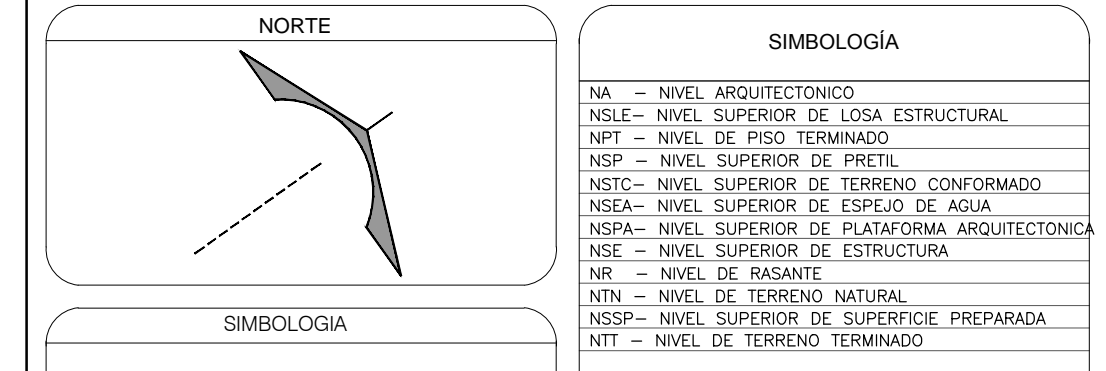 NORTE
SIMBOLOGIA
SIMBOLOGÍA
NA – NIVEL ARQUITECTONICO
NSLE– NIVEL SUPERIOR DE LOSA ESTRUCTURAL
NPT – NIVEL DE PISO TERMINADO
NSP – NIVEL SUPERIOR DE PRETIL
NSTC– NIVEL SUPERIOR DE TERRENO CONFORMADO
NSEA– NIVEL SUPERIOR DE ESPEJO DE AGUA
NSPA– NIVEL SUPERIOR DE PLATAFORMA ARQUITECTONICA
NSE – NIVEL SUPERIOR DE ESTRUCTURA
NR – NIVEL DE RASANTE
NTN – NIVEL DE TERRENO NATURAL
NSSP– NIVEL SUPERIOR DE SUPERFICIE PREPARADA
NTT – NIVEL DE TERRENO TERMINADO